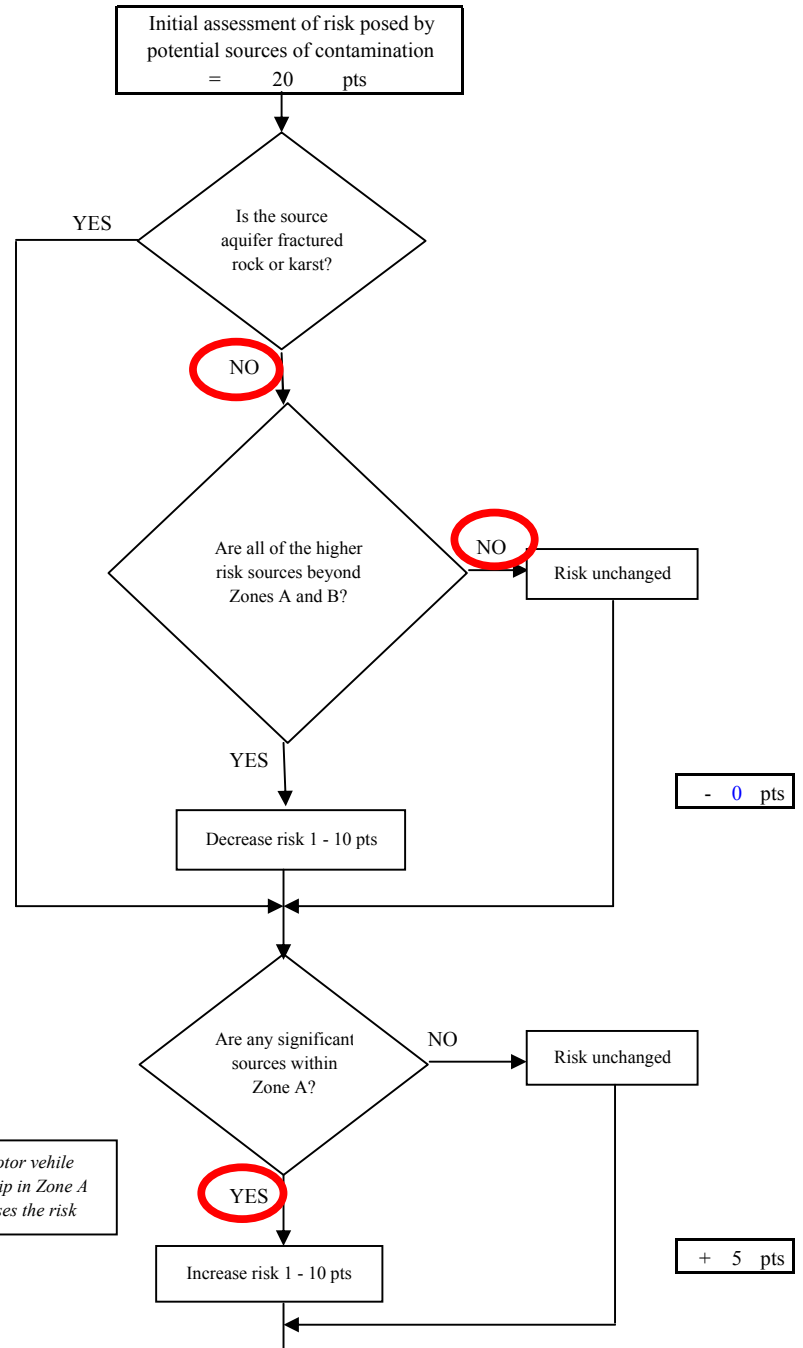 Initial assessment of risk posed by
potential sources of contamination
= 20 pts
YES
Is the source
aquifer fractured
rock or karst?
NO
Are all of the higher
risk sources beyond
Zones A and B?
NO
Risk unchanged
YES
- 0 pts
Decrease risk 1 - 10 pts
Are any significant
sources within
Zone A?
NO
Risk unchanged
otor vehile
ip in Zone A
ses the risk
YES
+ 5 pts
Increase risk 1 - 10 pts